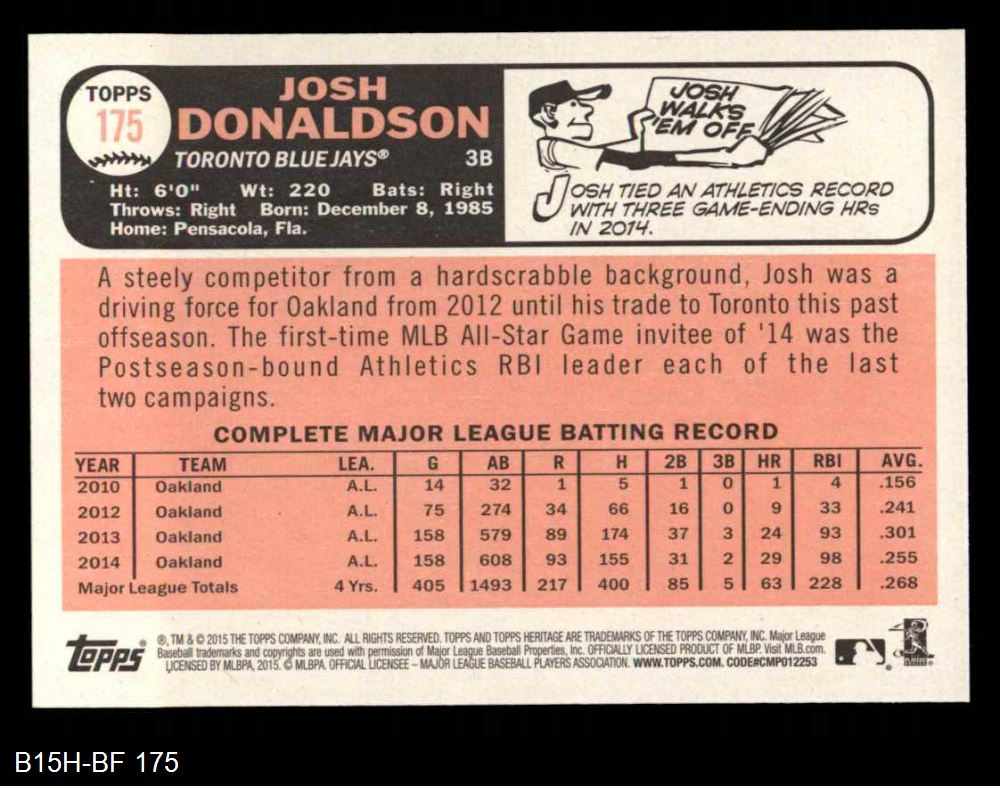 TOPPS
175
JOSH
DONALDSON
TORONTO BLUE JAYS® 3B
Ht: 6'0" Wt: 220 Bats: Right
Throws: Right Born: December 8, 1985
Home: Pensacola, Fla.
JOSH
WALKS
'EM OFF
JOSH TIED AN ATHLETICS RECORD
WITH THREE GAME-ENDING HRs
IN 2014.
A steely competitor from a hardscrabble background, Josh was a
driving force for Oakland from 2012 until his trade to Toronto this past
offseason. The first-time MLB All-Star Game invitee of '14 was the
Postseason-bound Athletics RBI leader each of the last
two campaigns.
COMPLETE MAJOR LEAGUE BATTING RECORD
YEAR TEAM LEA. G AB R H 2B 3B HR RBI AVG.
2010 Oakland A.L. 14 32 1 5 1 0 1 4 .156
2012 Oakland A.L. 75 274 34 66 16 0 9 33 .241
2013 Oakland A.L. 158 579 89 174 37 3 24 93 .301
2014 Oakland A.L. 158 608 93 155 31 2 29 98 .255
Major League Totals 4 Yrs. 405 1493 217 400 85 5 63 228 .268
Topps
®, TM & © 2015 THE TOPPS COMPANY, INC. ALL RIGHTS RESERVED. TOPPS AND TOPPS HERITAGE ARE TRADEMARKS OF THE TOPPS COMPANY, INC. Major League
Baseball trademarks and copyrights are used with permission of Major League Baseball Properties, Inc. OFFICIALLY LICENSED PRODUCT OF MLBP. Visit MLB.com.
LICENSED BY MLBPA, 2015. © MLBPA. OFFICIAL LICENSEE – MAJOR LEAGUE BASEBALL PLAYERS ASSOCIATION. WWW.TOPPS.COM. CODE#CMP012253
B15H-BF 175